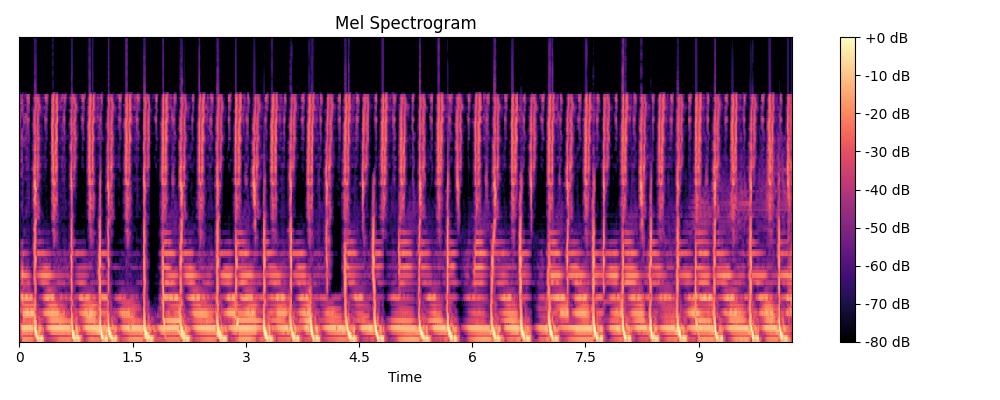 Mel Spectrogram
+0 dB
-10 dB
-20 dB
-30 dB
-40 dB
-50 dB
-60 dB
-70 dB
-80 dB
0 1.5 3 4.5 6 7.5 9
Time